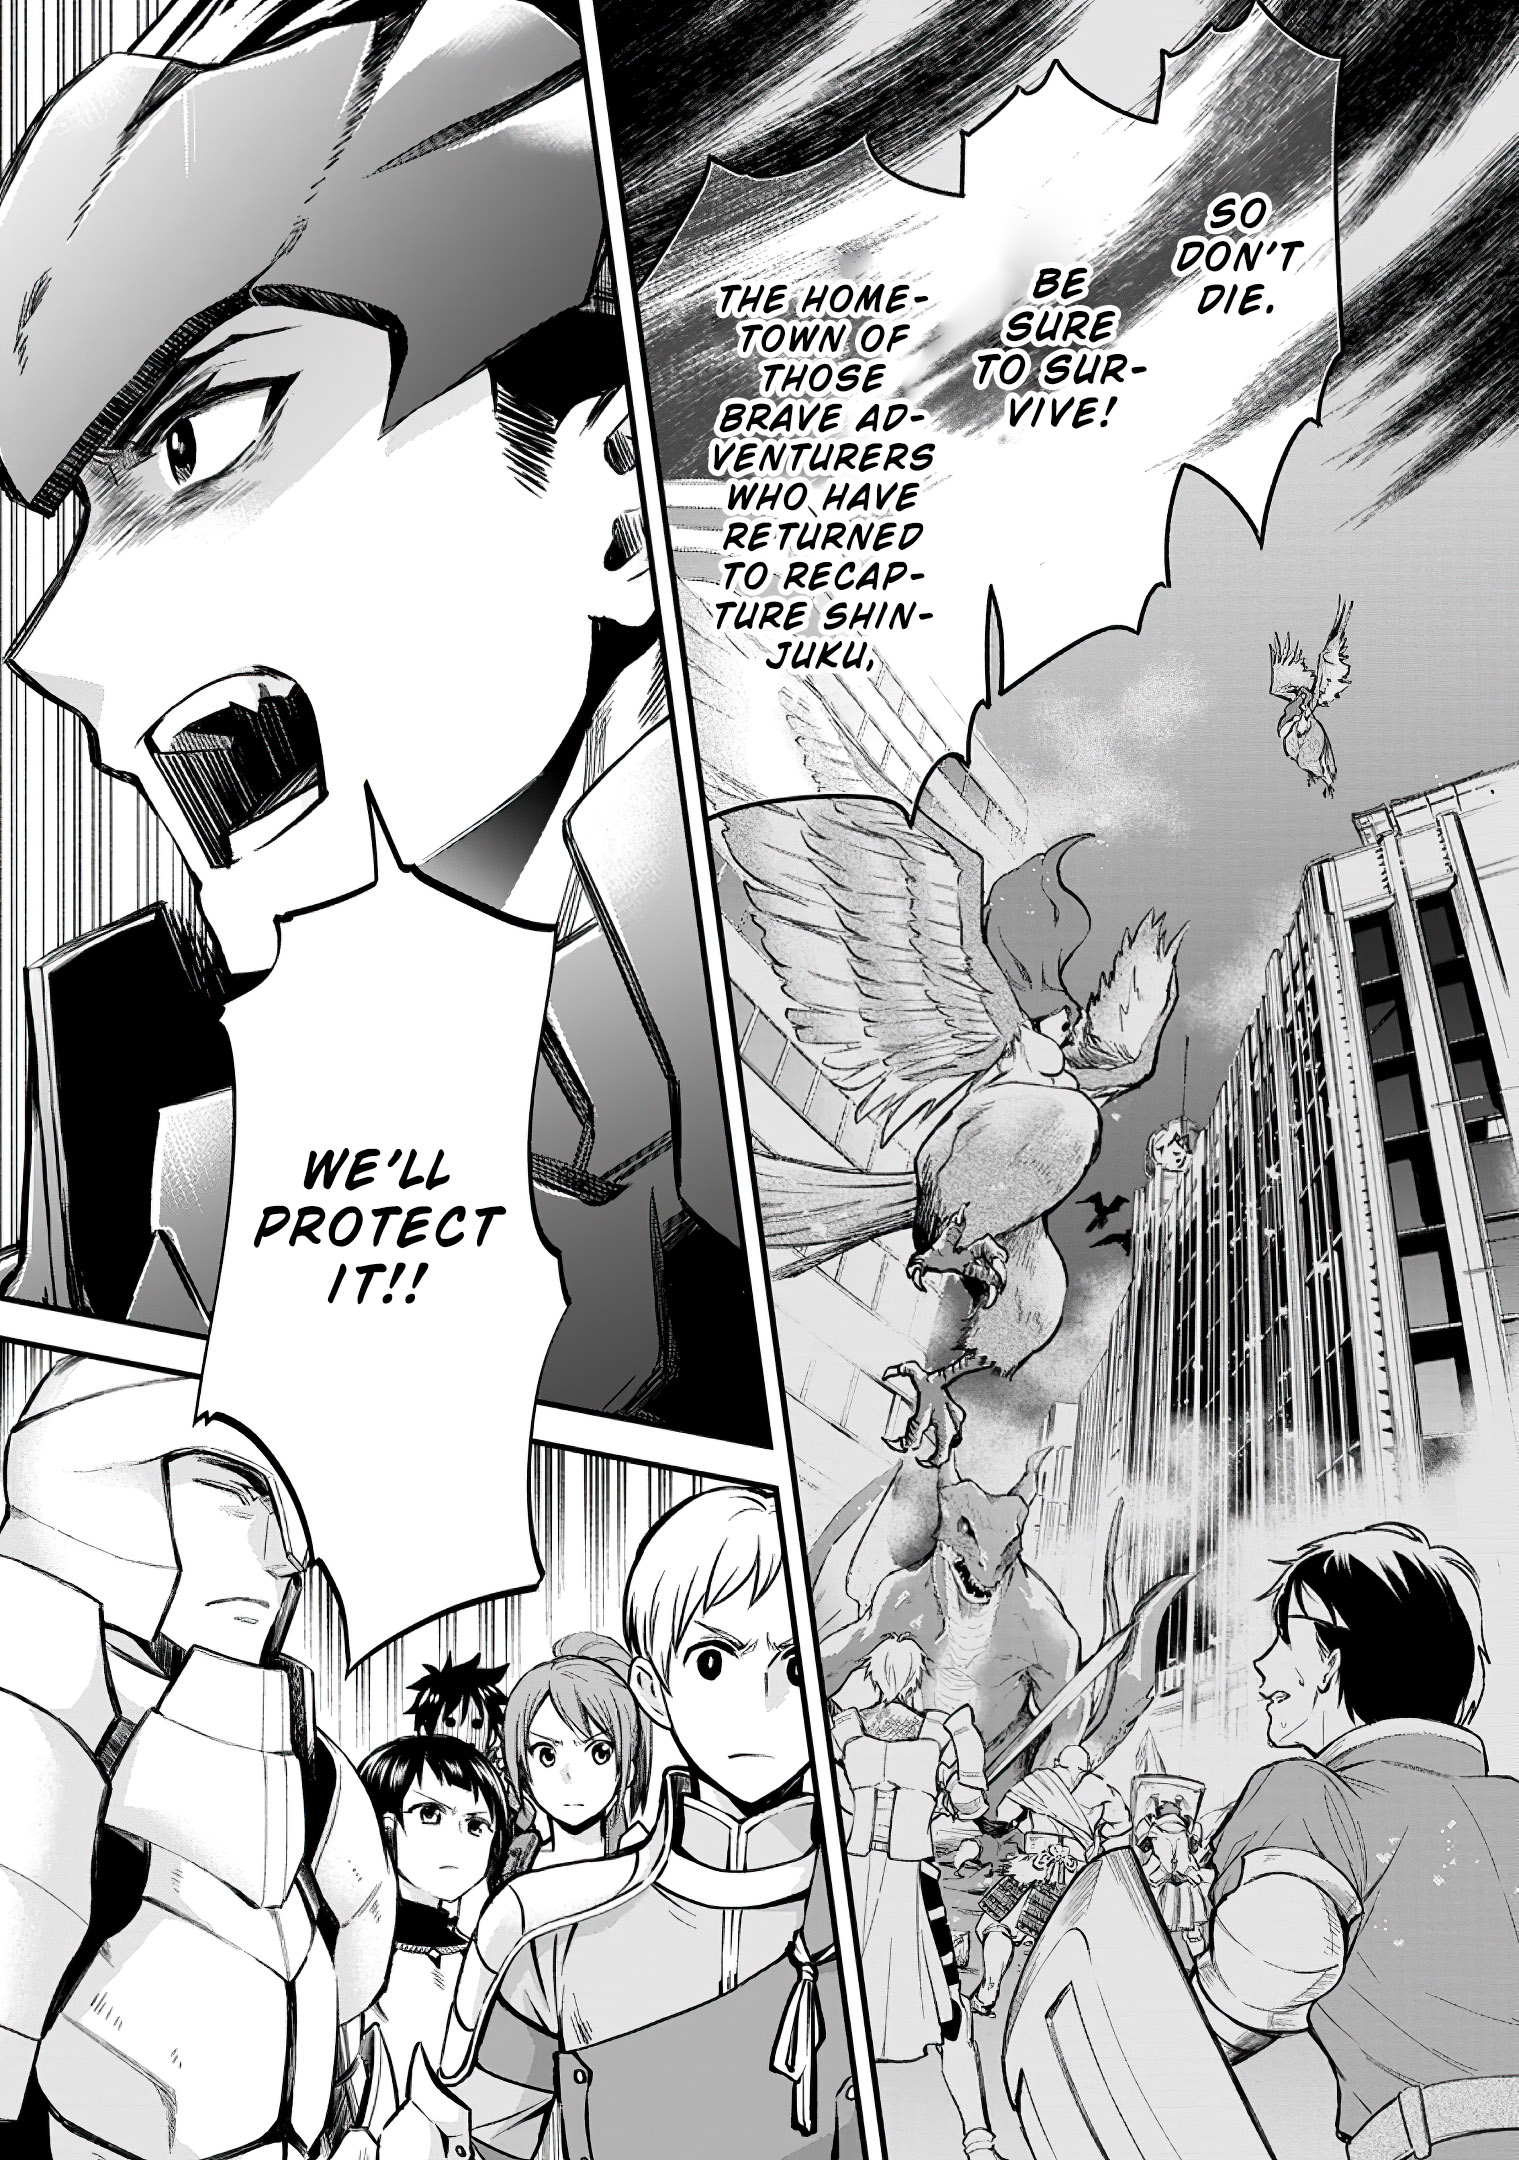 SO
DON'T
DIE.
BE
SURE
TO SUR-
VIVE!
THE HOME-
TOWN OF
THOSE
BRAVE AD-
VENTURERS
WHO HAVE
RETURNED
TO RECAP-
TURE SHIN-
JUKU,
WE'LL
PROTECT
IT!!